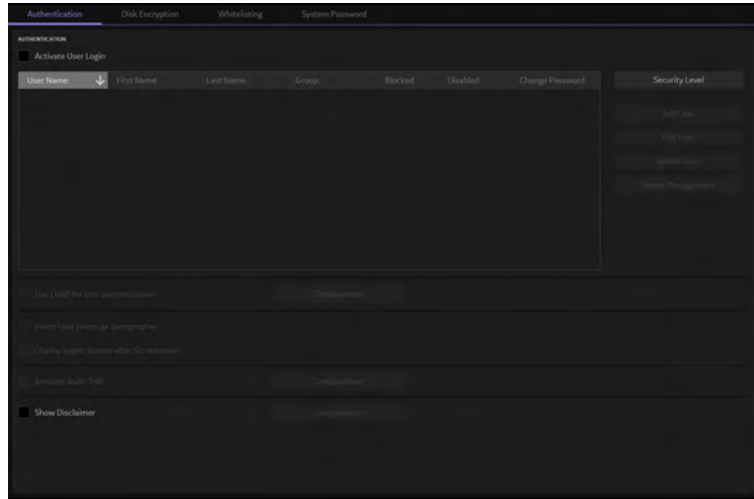 Authentication Disk Encryption Whitelisting System Password
AUTHENTICATION
Activate User Login
User Name First Name Last Name Group Blocked Disabled Change Password Security Level
Add User
Edit User
Delete User
Group Management
Use LDAP for user authentication Configuration
Insert User Name as Sonographer
Display Login Screen after Screensaver
Activate Audit Trail Configuration
Show Disclaimer Configuration